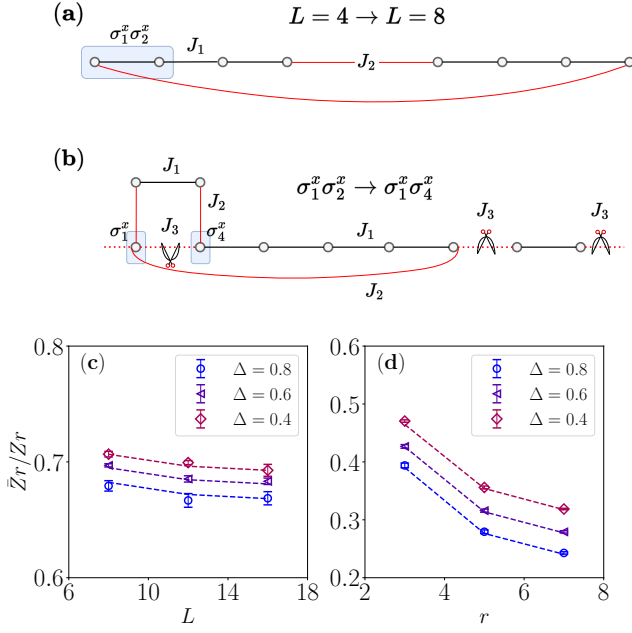 (a)
L = 4 → L = 8
σ₁ˣσ₂ˣ
J₁
J₂
(b)
J₁
σ₁ˣσ₂ˣ → σ₁ˣσ₄ˣ
J₂
σ₁ˣ
J₃
σ₄ˣ
J₁
J₃
J₃
J₂
(c)
Δ = 0.8
Δ = 0.6
Δ = 0.4
0.8
0.7
0.6
Z̄r/Zr
6 10 14 18
L
(d)
Δ = 0.8
Δ = 0.6
Δ = 0.4
0.6
0.5
0.4
0.3
0.2
2 4 6 8
r